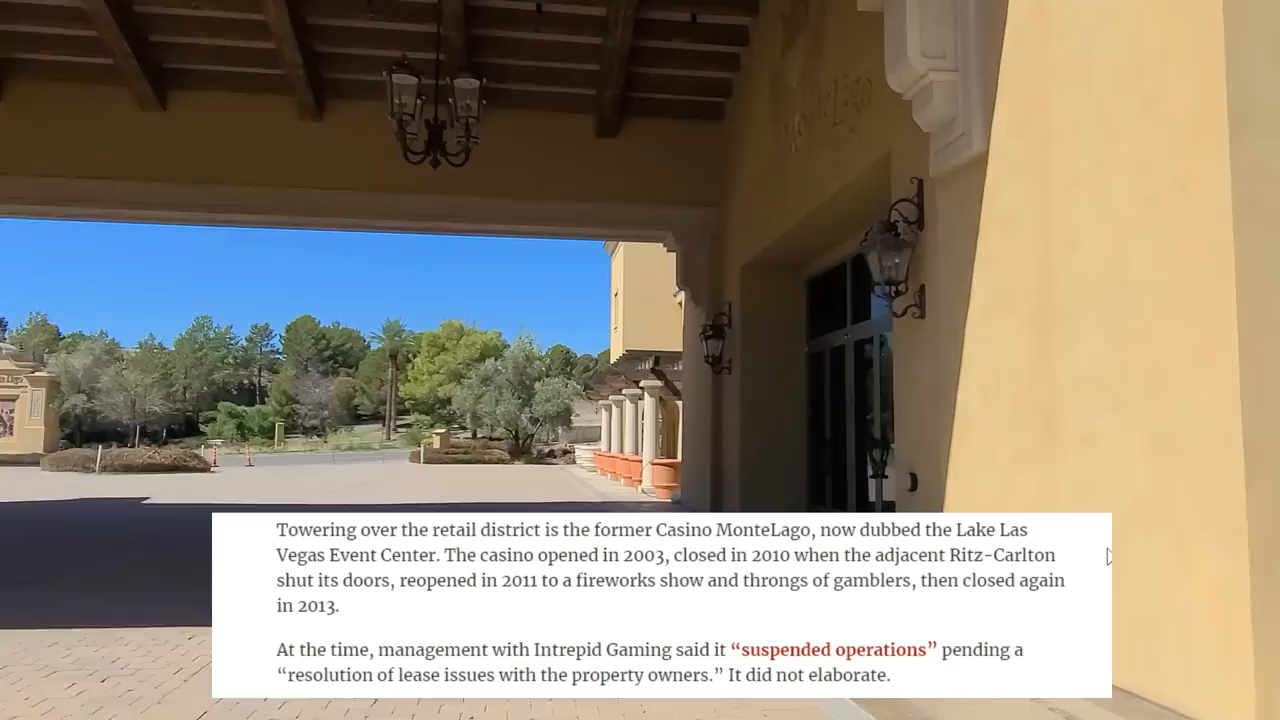 MonteLago
Towering over the retail district is the former Casino MonteLago, now dubbed the Lake Las
Vegas Event Center. The casino opened in 2003, closed in 2010 when the adjacent Ritz-Carlton
shut its doors, reopened in 2011 to a fireworks show and throngs of gamblers, then closed again
in 2013.
At the time, management with Intrepid Gaming said it “suspended operations” pending a
“resolution of lease issues with the property owners.” It did not elaborate.